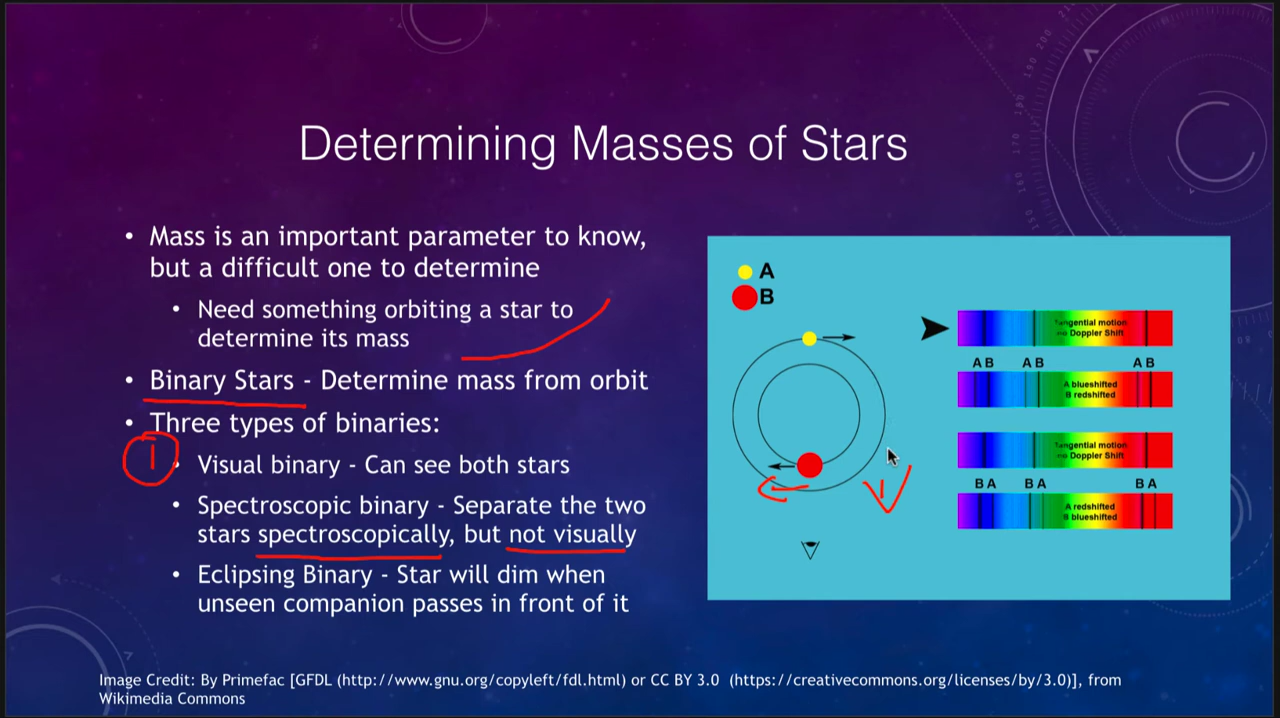 Determining Masses of Stars
• Mass is an important parameter to know,
but a difficult one to determine
• Need something orbiting a star to
determine its mass
• Binary Stars - Determine mass from orbit
• Three types of binaries:
1
• Visual binary - Can see both stars
• Spectroscopic binary - Separate the two
stars spectroscopically, but not visually
• Eclipsing Binary - Star will dim when
unseen companion passes in front of it
A
B
Tangential motion
no Doppler Shift
A B A B A B
A blueshifted
B redshifted
Tangential motion
no Doppler Shift
B A B A B A
A redshifted
B blueshifted
Image Credit: By Primefac [GFDL (http://www.gnu.org/copyleft/fdl.html) or CC BY 3.0 (https://creativecommons.org/licenses/by/3.0)], from
Wikimedia Commons